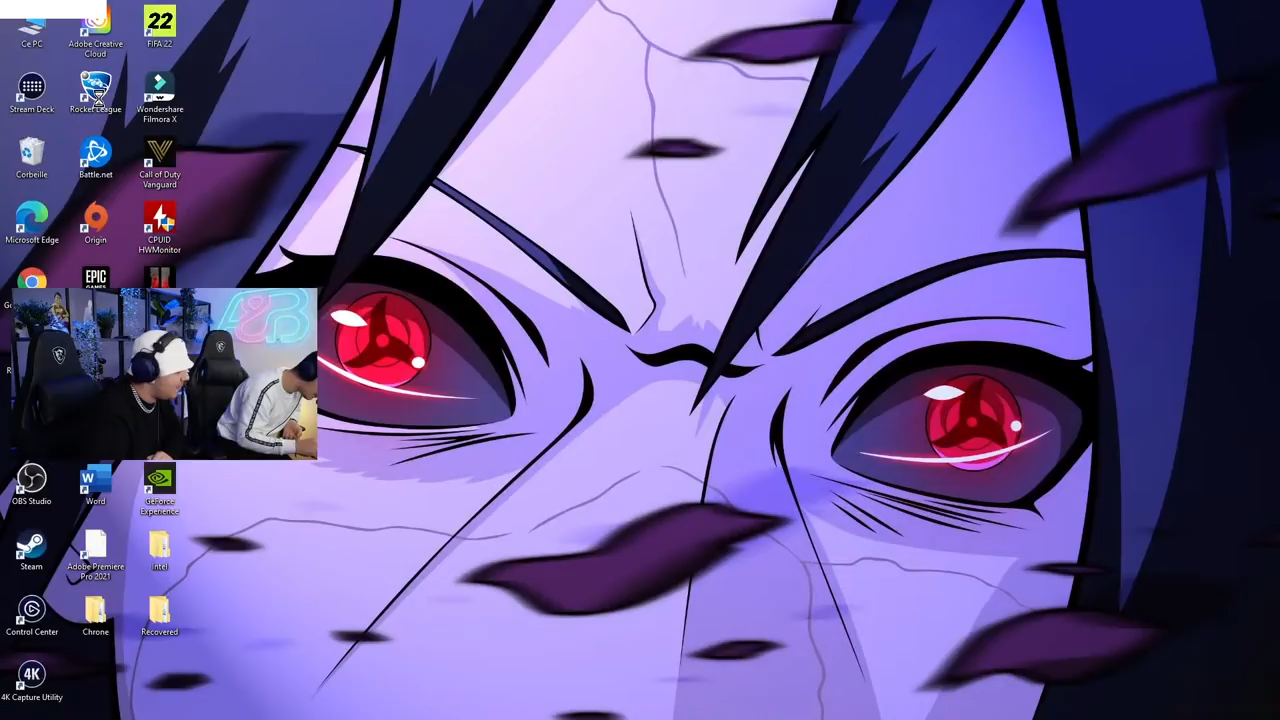 Ce PC
Adobe Creative
Cloud
22
FIFA 22
Stream Deck
Rocket League
Wondershare
Filmora X
Corbeille
Battle.net
Call of Duty
Vanguard
Microsoft Edge
Origin
CPUID
HWMonitor
EPIC
GAMES
OBS Studio
W
Word
GeForce
Experience
Steam
Adobe Premiere
Pro 2021
Intel
Control Center
Chrone
Recovered
4K
4K Capture Utility